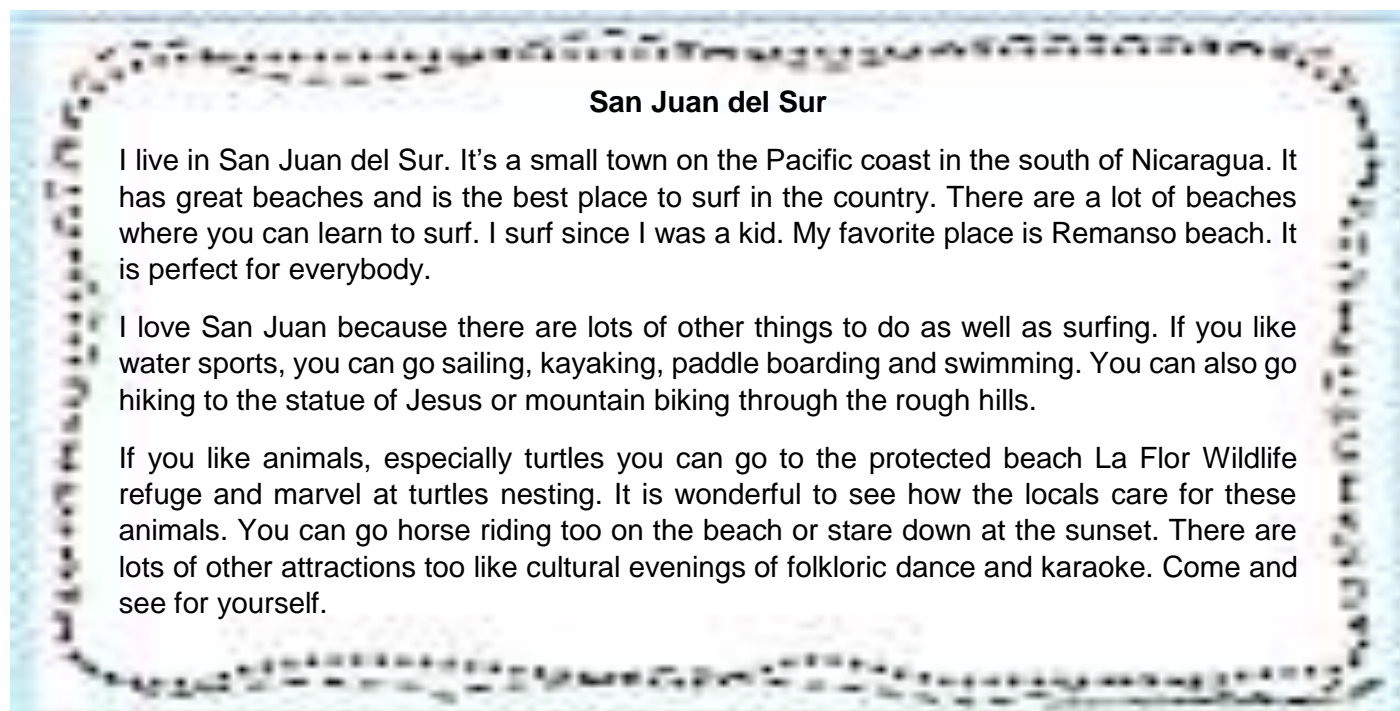 San Juan del Sur
I live in San Juan del Sur. It’s a small town on the Pacific coast in the south of Nicaragua. It
has great beaches and is the best place to surf in the country. There are a lot of beaches
where you can learn to surf. I surf since I was a kid. My favorite place is Remanso beach. It
is perfect for everybody.
I love San Juan because there are lots of other things to do as well as surfing. If you like
water sports, you can go sailing, kayaking, paddle boarding and swimming. You can also go
hiking to the statue of Jesus or mountain biking through the rough hills.
If you like animals, especially turtles you can go to the protected beach La Flor Wildlife
refuge and marvel at turtles nesting. It is wonderful to see how the locals care for these
animals. You can go horse riding too on the beach or stare down at the sunset. There are
lots of other attractions too like cultural evenings of folkloric dance and karaoke. Come and
see for yourself.